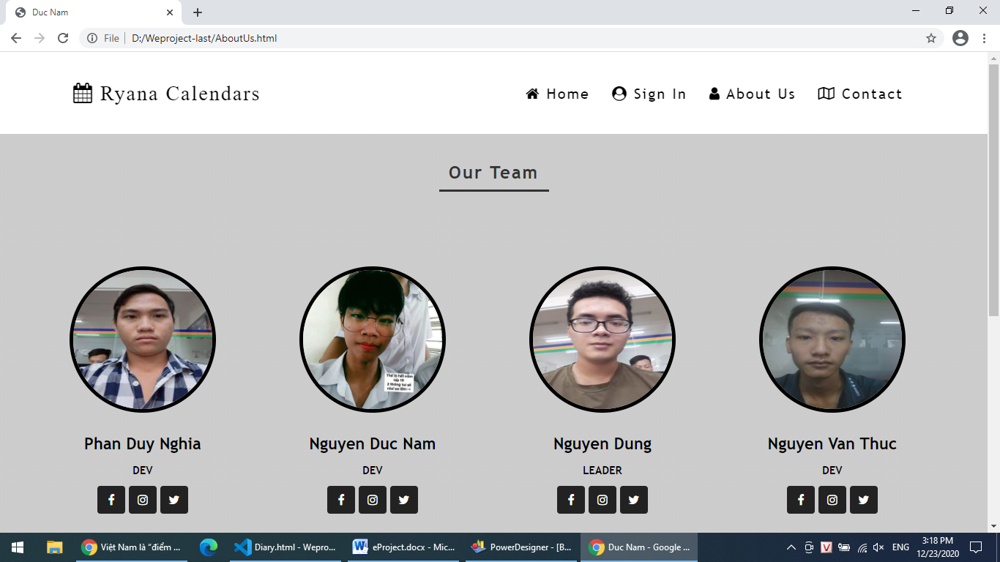 Duc Nam
File
D:/Weproject-last/AboutUs.html
Ryana Calendars
Home
Sign In
About Us
Contact
Our Team
2 tháng
Phan Duy Nghia
Nguyen Duc Nam
Nguyen Dung
Nguyen Van Thuc
DEV
DEV
LEADER
DEV
Việt Nam là “điểm ...
Diary.html - Wepro...
eProject.docx - Mic...
PowerDesigner - [B...
Duc Nam - Google ...
ENG
3:18 PM
12/23/2020